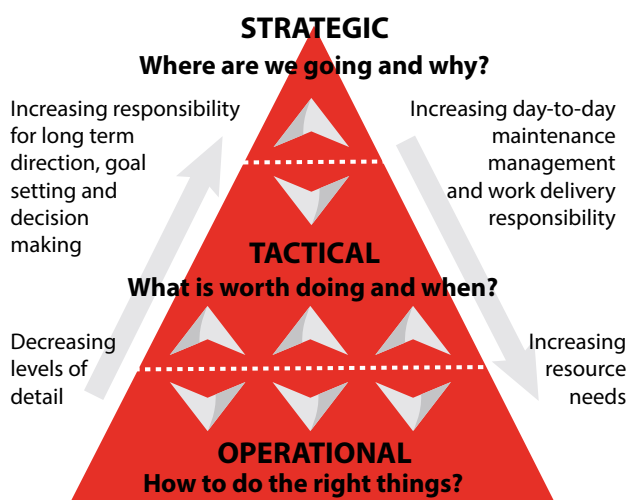 STRATEGIC
Where are we going and why?
Increasing responsibility
for long term
direction, goal
setting and
decision
making
Increasing day-to-day
maintenance
management
and work delivery
responsibility
TACTICAL
What is worth doing and when?
Decreasing
levels of
detail
Increasing
resource
needs
OPERATIONAL
How to do the right things?